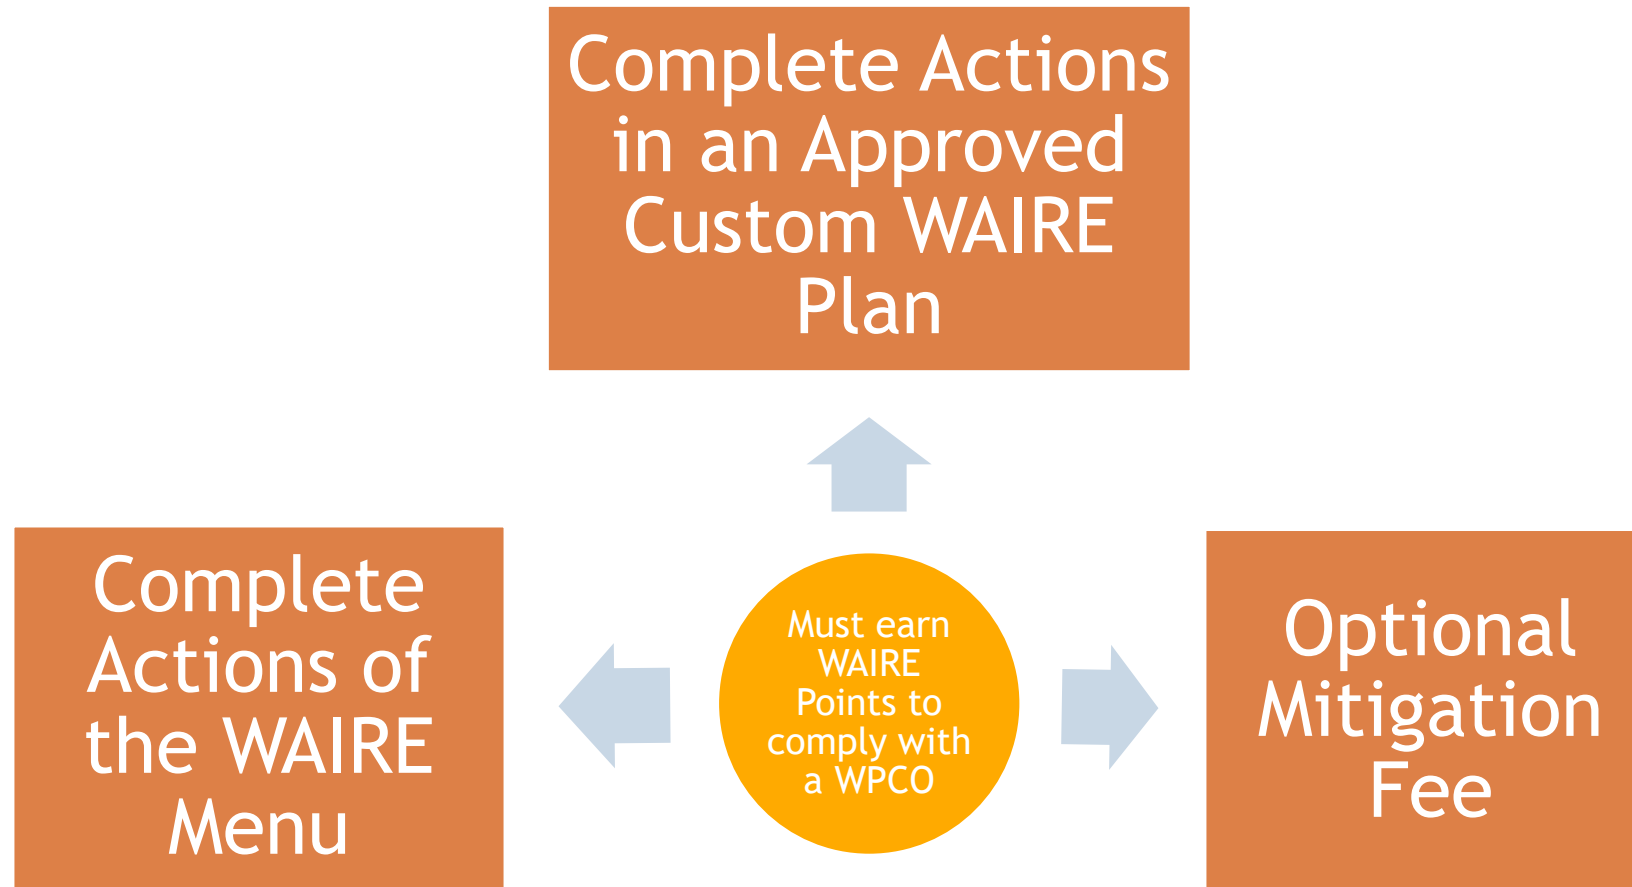 Complete Actions
in an Approved
Custom WAIRE
Plan
Complete
Actions of
the WAIRE
Menu
Must earn
WAIRE
Points to
comply with
a WPCO
Optional
Mitigation
Fee